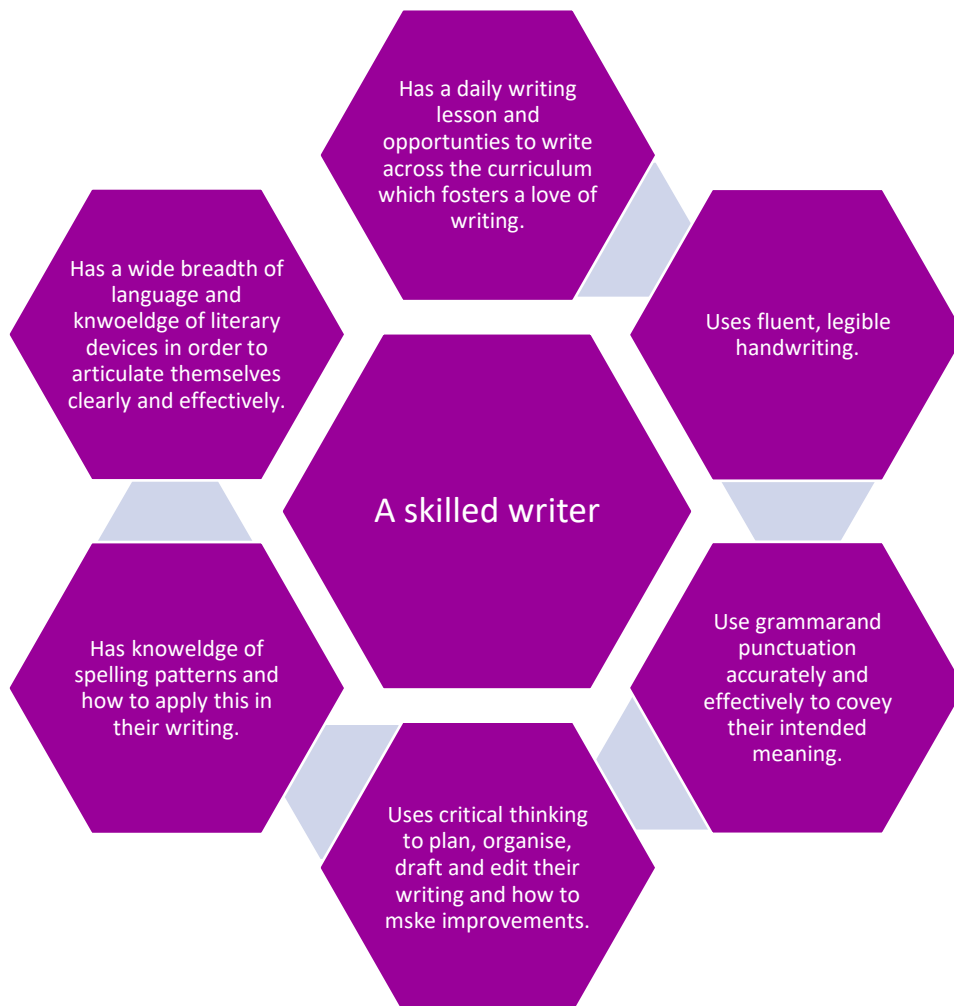 Has a daily writing
lesson and
opportunties to write
across the curriculum
which fosters a love of
writing.
Uses fluent, legible
handwriting.
Use grammarand
punctuation
accurately and
effectively to covey
their intended
meaning.
Uses critical thinking
to plan, organise,
draft and edit their
writing and how to
mske improvements.
Has knoweldge of
spelling patterns and
how to apply this in
their writing.
Has a wide breadth of
language and
knwoeldge of literary
devices in order to
articulate themselves
clearly and effectively.
A skilled writer